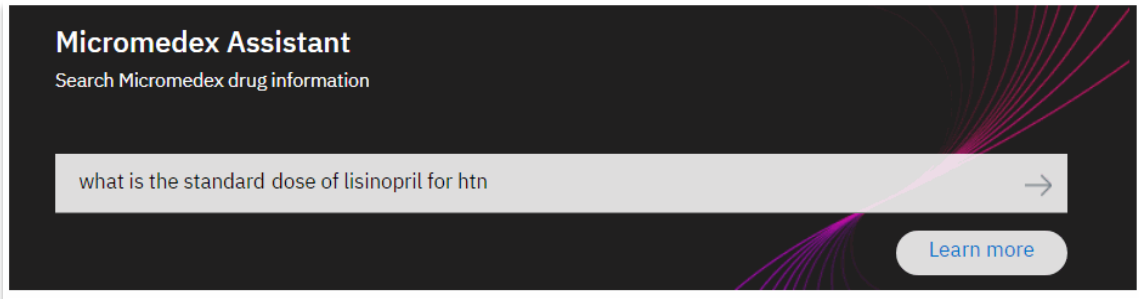 Micromedex Assistant
Search Micromedex drug information
what is the standard dose of lisinopril for htn
Learn more